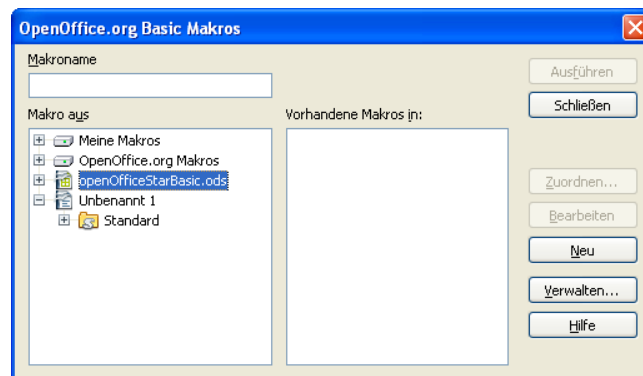 OpenOffice.org Basic Makros
Makroname
Ausführen
Schließen
Makro aus
Vorhandene Makros in:
Meine Makros
OpenOffice.org Makros
openOfficeStarBasic.ods
Unbenannt 1
Standard
Zuordnen...
Bearbeiten
Neu
Verwalten...
Hilfe